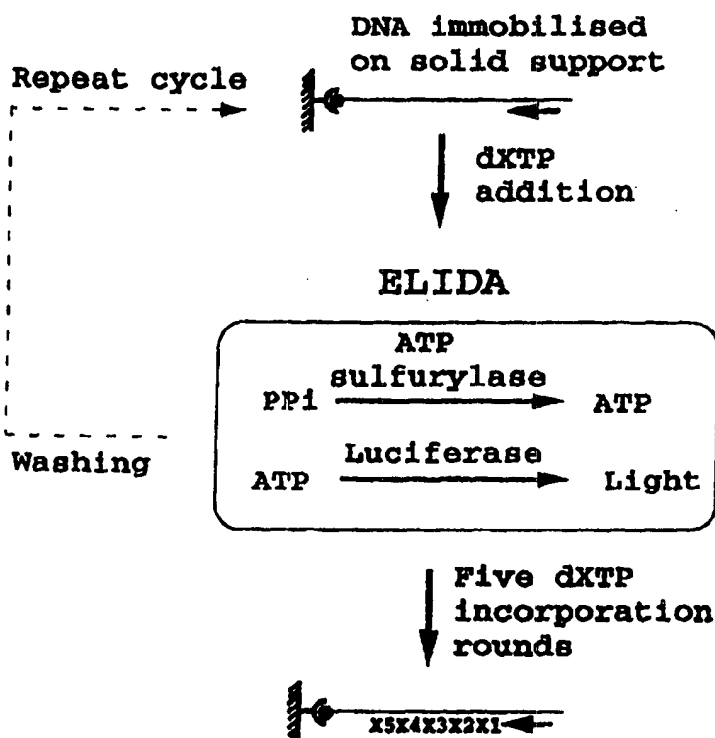 DNA immobilised
on solid support
Repeat cycle
dXTP
addition
ELIDA
ATP
sulfurylase
PPi
ATP
Washing
Luciferase
ATP
Light
Five dXTP
incorporation
rounds
X5X4X3X2X1